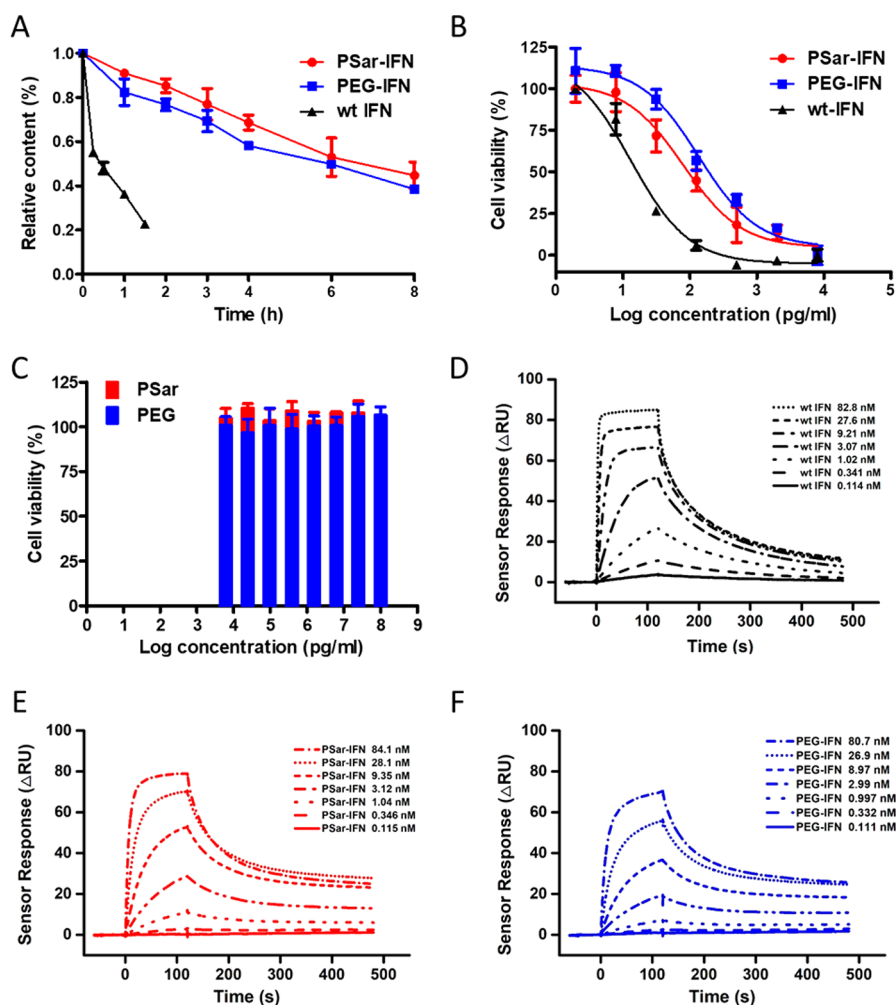 A
Relative content (%)
1.0
0.8
0.6
0.4
0.2
0.0
0 1 2 3 4 6 8
Time (h)
PSar-IFN
PEG-IFN
wt IFN
B
Cell viability (%)
125
100
75
50
25
0
0 1 2 3 4 5
Log concentration (pg/ml)
PSar-IFN
PEG-IFN
wt-IFN
C
Cell viability (%)
125
100
75
50
25
0
0 1 2 3 4 5 6 7 8 9
Log concentration (pg/ml)
PSar
PEG
D
Sensor Response (△RU)
100
80
60
40
20
0
0 100 200 300 400 500
Time (s)
wt IFN 82.8 nM
wt IFN 27.6 nM
wt IFN 9.21 nM
wt IFN 3.07 nM
wt IFN 1.02 nM
wt IFN 0.341 nM
wt IFN 0.114 nM
E
Sensor Response (△RU)
100
80
60
40
20
0
0 100 200 300 400 500
Time (s)
PSar-IFN 84.1 nM
PSar-IFN 28.1 nM
PSar-IFN 9.35 nM
PSar-IFN 3.12 nM
PSar-IFN 1.04 nM
PSar-IFN 0.346 nM
PSar-IFN 0.115 nM
F
Sensor Response (△RU)
100
80
60
40
20
0
0 100 200 300 400 500
Time (s)
PEG-IFN 80.7 nM
PEG-IFN 26.9 nM
PEG-IFN 8.97 nM
PEG-IFN 2.99 nM
PEG-IFN 0.997 nM
PEG-IFN 0.332 nM
PEG-IFN 0.111 nM